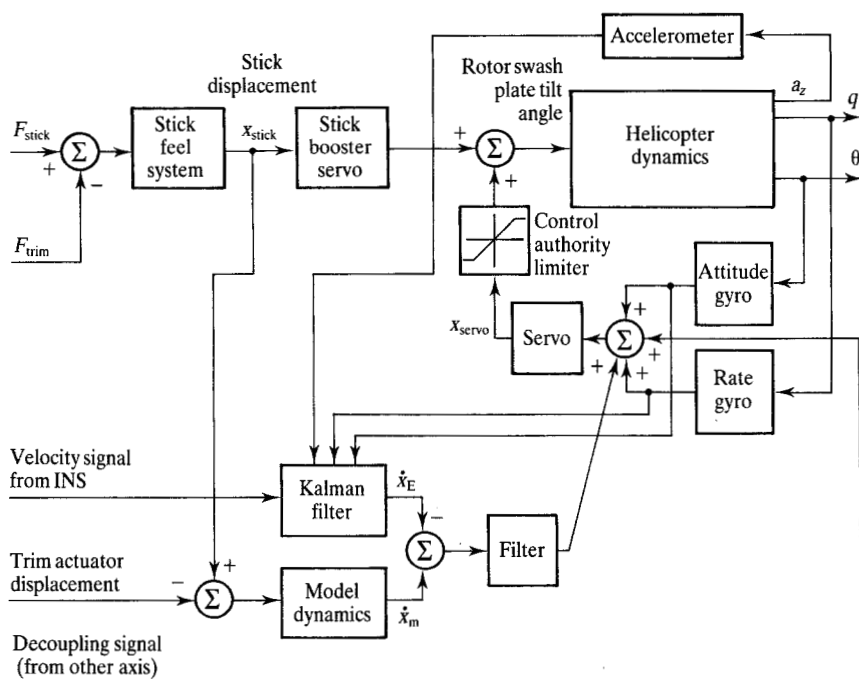 Accelerometer
Stick
displacement
Rotor swash
plate tilt
angle
a_z
q
F_stick
+
Σ
−
Stick
feel
system
x_stick
Stick
booster
servo
+
Σ
+
Helicopter
dynamics
θ
F_trim
Control
authority
limiter
Attitude
gyro
x_servo
Servo
+
Σ
+
+
+
Rate
gyro
Velocity signal
from INS
Kalman
filter
ẋ_E
−
Σ
Filter
Trim actuator
displacement
−
+
Σ
Model
dynamics
+
ẋ_m
Decoupling signal
(from other axis)